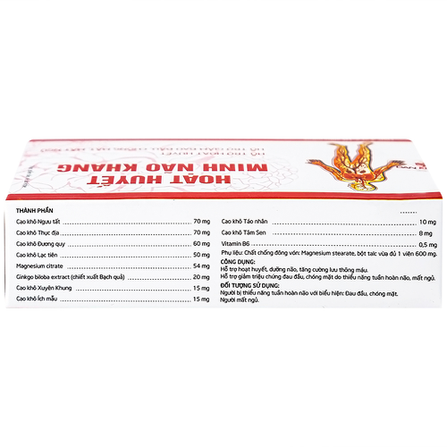 HOẠT HUYẾT
MINH NÃO KHANG
HỖ TRỢ HOẠT HUYẾT
THÀNH PHẦN
Cao khô Ngưu tất 70 mg
Cao khô Thục địa 70 mg
Cao khô Đương quy 60 mg
Cao khô Lạc tiên 50 mg
Magnesium citrate 54 mg
Ginkgo biloba extract (chiết xuất Bạch quả) 20 mg
Cao khô Xuyên Khung 15 mg
Cao khô Ích mẫu 15 mg
Cao khô Táo nhân 10 mg
Cao khô Tâm Sen 8 mg
Vitamin B6 0,5 mg
Phụ liệu: Chất chống đông vón: Magnesium stearate, bột talc vừa đủ 1 viên 600 mg.
CÔNG DỤNG:
Hỗ trợ hoạt huyết, dưỡng não, tăng cường lưu thông máu.
Hỗ trợ giảm triệu chứng đau đầu, chóng mặt do thiểu năng tuần hoàn não, mất ngủ.
ĐỐI TƯỢNG SỬ DỤNG:
Người bị thiểu năng tuần hoàn não với biểu hiện: Đau đầu, chóng mặt.
Người mất ngủ.